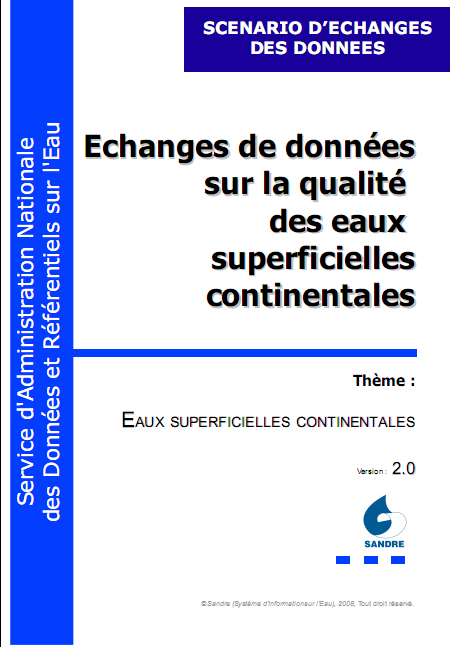 SCENARIO D'ECHANGES
DES DONNEES
Service d'Administration Nationale
des Données et Référentiels sur l'Eau
Echanges de données
sur la qualité
des eaux
superficielles
continentales
Thème :
EAUX SUPERFICIELLES CONTINENTALES
Version : 2.0
SANDRE
©Sandre (Système d'Informationsur l'Eau), 2008, Tout droit réservé.